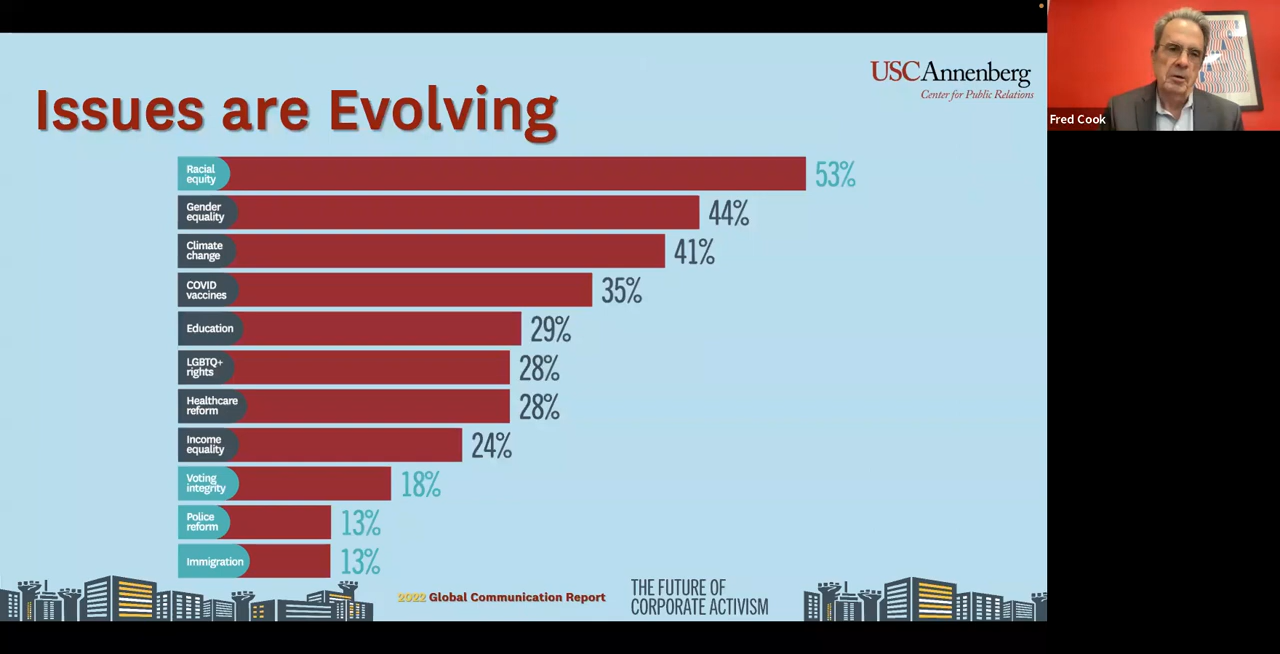 USC Annenberg
Center for Public Relations
Fred Cook
Issues are Evolving
Racial
equity
53%
Gender
equality
44%
Climate
change
41%
COVID
vaccines
35%
Education
29%
LGBTQ+
rights
28%
Healthcare
reform
28%
Income
equality
24%
Voting
integrity
18%
Police
reform
13%
Immigration
13%
2022 Global Communication Report
THE FUTURE OF
CORPORATE ACTIVISM